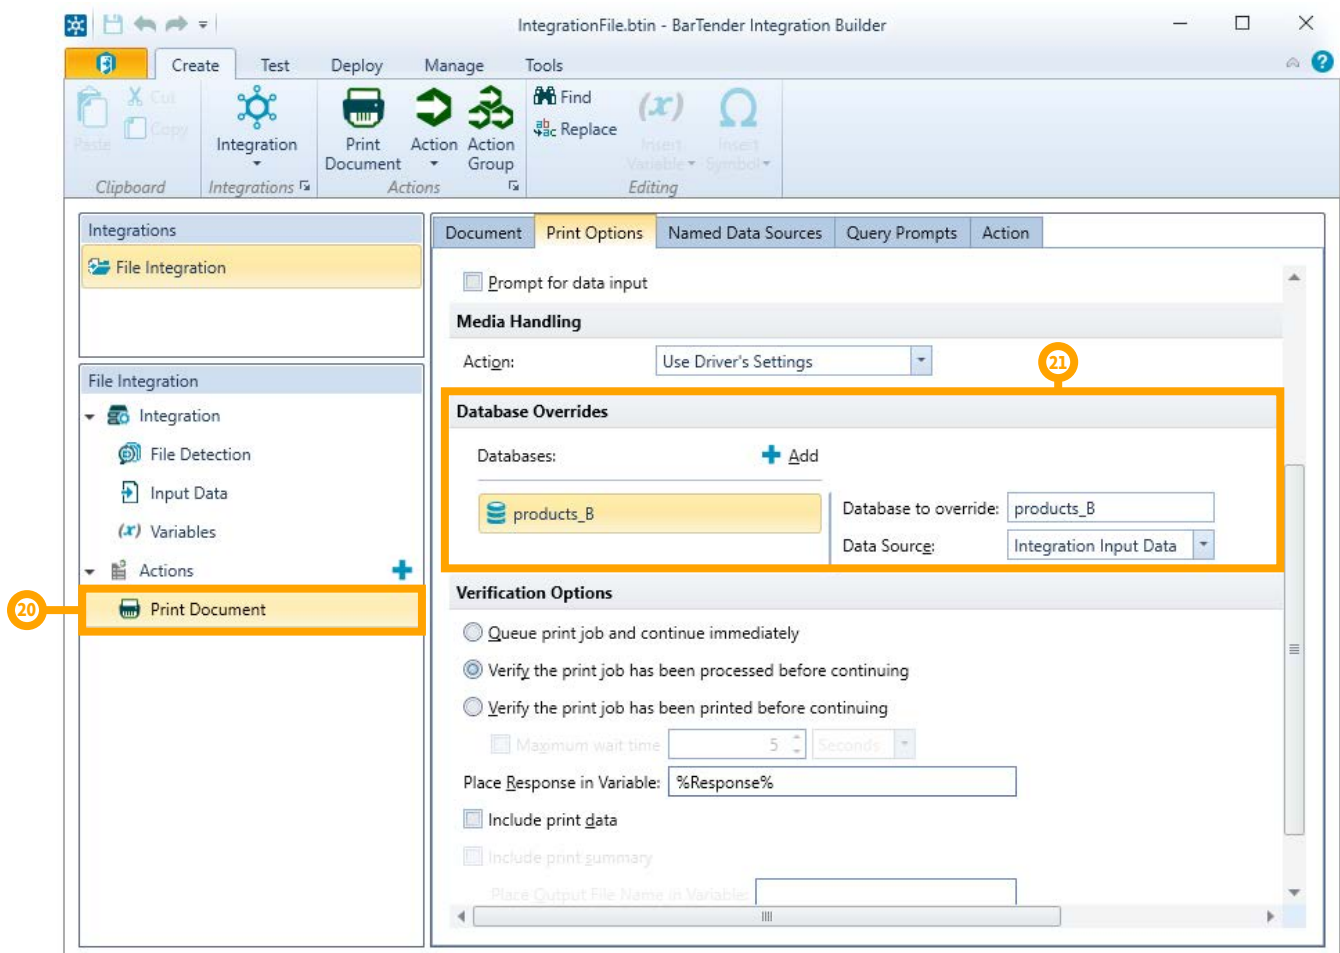 IntegrationFile.btin - BarTender Integration Builder
Create Test Deploy Manage Tools
Paste
Cut
Copy
Clipboard
Integration
Integrations
Print Document
Action
Action Group
Actions
Find
Replace
Insert Variable
Insert Symbol
Editing
Integrations
File Integration
File Integration
Integration
File Detection
Input Data
(x) Variables
Actions
20
Print Document
Document Print Options Named Data Sources Query Prompts Action
Prompt for data input
Media Handling
Action: Use Driver's Settings
21
Database Overrides
Databases: Add
products_B
Database to override: products_B
Data Source: Integration Input Data
Verification Options
Queue print job and continue immediately
Verify the print job has been processed before continuing
Verify the print job has been printed before continuing
Maximum wait time 5 Seconds
Place Response in Variable: %Response%
Include print data
Include print summary
Place Output File Name in Variable: